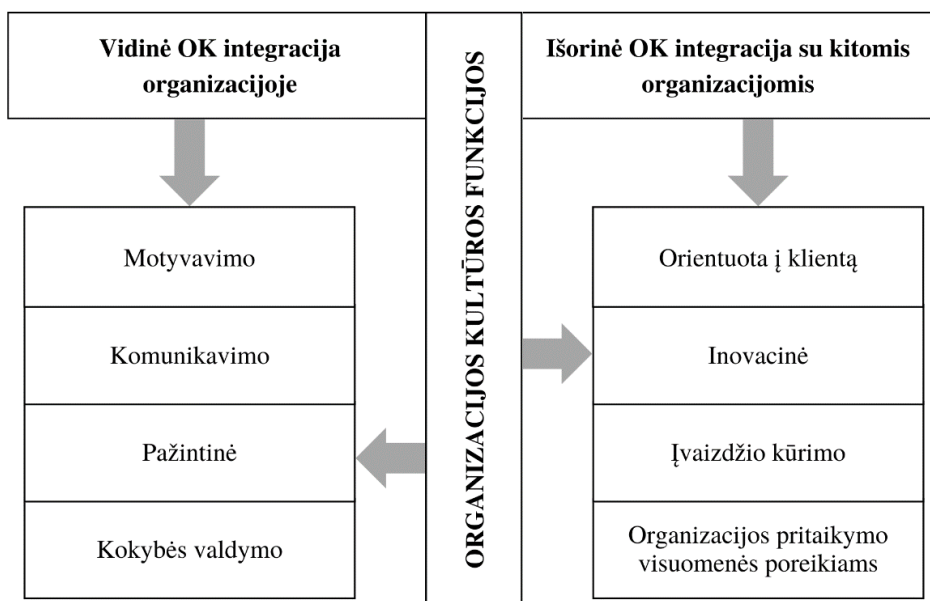 Vidinė OK integracija
organizacijoje
Motyvavimo
Komunikavimo
Pažintinė
Kokybės valdymo
ORGANIZACIJOS KULTŪROS FUNKCIJOS
Išorinė OK integracija su kitomis
organizacijomis
Orientuota į klientą
Inovacinė
Įvaizdžio kūrimo
Organizacijos pritaikymo
visuomenės poreikiams